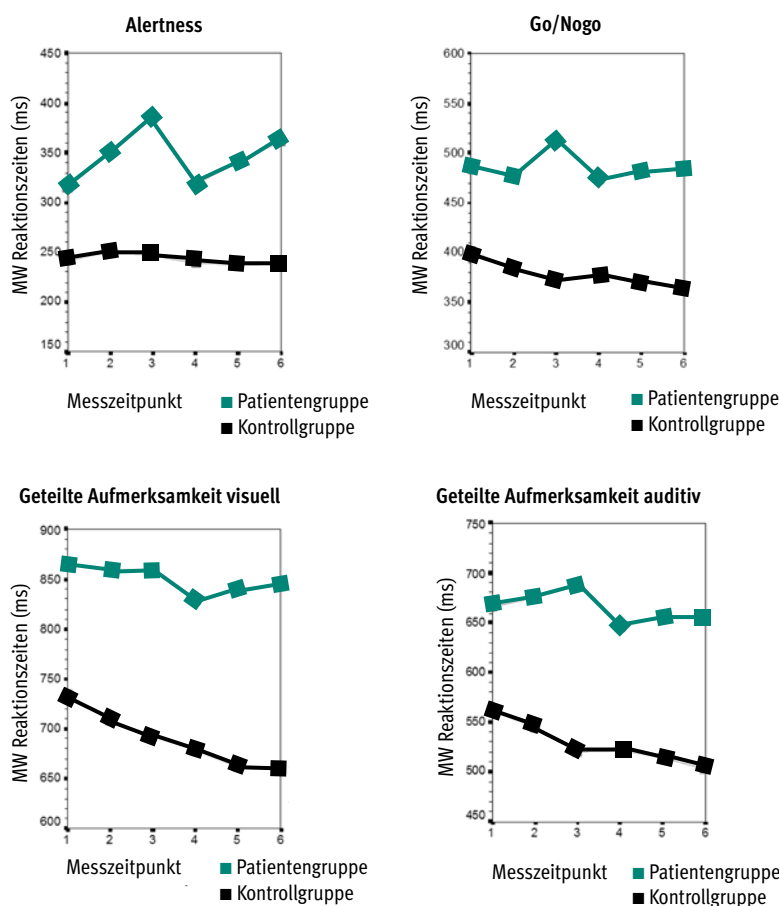 Alertness
450
400
350
300
250
200
150
1 2 3 4 5 6
MW Reaktionszeiten (ms)
Messzeitpunkt
Patientengruppe
Kontrollgruppe
Go/Nogo
600
550
500
450
400
350
300
1 2 3 4 5 6
MW Reaktionszeiten (ms)
Messzeitpunkt
Patientengruppe
Kontrollgruppe
Geteilte Aufmerksamkeit visuell
900
850
800
750
700
650
600
1 2 3 4 5 6
MW Reaktionszeiten (ms)
Messzeitpunkt
Patientengruppe
Kontrollgruppe
Geteilte Aufmerksamkeit auditiv
750
700
650
600
550
500
450
1 2 3 4 5 6
MW Reaktionszeiten (ms)
Messzeitpunkt
Patientengruppe
Kontrollgruppe